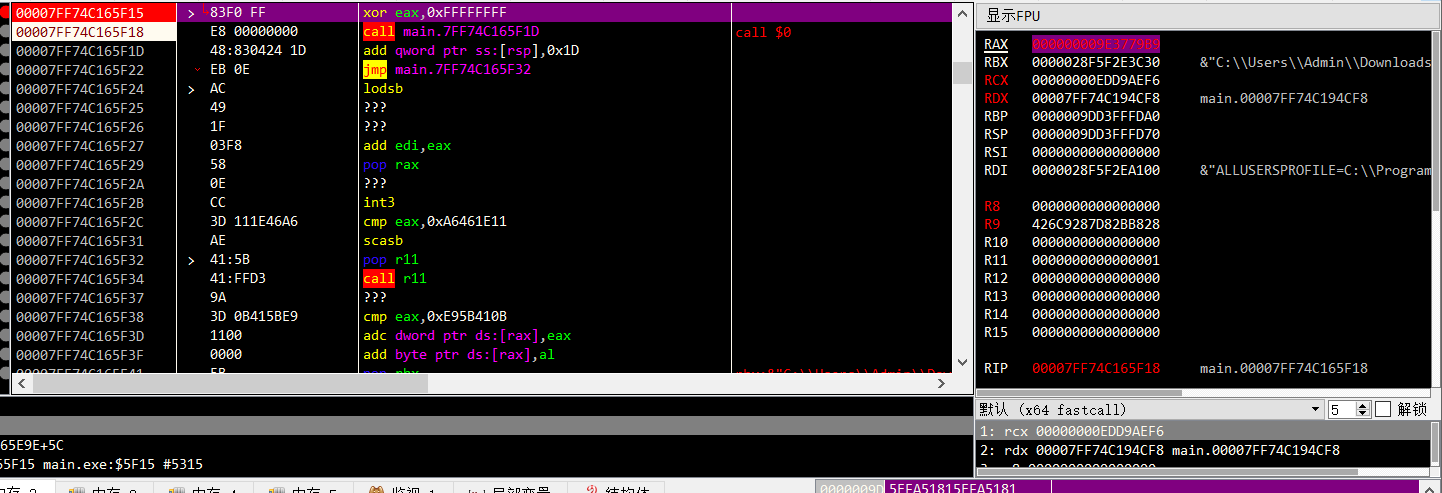 00007FF74C165F15 83F0 FF xor eax,0xFFFFFFFF
00007FF74C165F18 E8 00000000 call main.7FF74C165F1D call $0
00007FF74C165F1D 48:830424 1D add qword ptr ss:[rsp],0x1D
00007FF74C165F22 EB 0E jmp main.7FF74C165F32
00007FF74C165F24 AC lodsb
00007FF74C165F25 49 ???
00007FF74C165F26 1F ???
00007FF74C165F27 03F8 add edi,eax
00007FF74C165F29 58 pop rax
00007FF74C165F2A 0E ???
00007FF74C165F2B CC int3
00007FF74C165F2C 3D 111E46A6 cmp eax,0xA6461E11
00007FF74C165F31 AE scasb
00007FF74C165F32 41:5B pop r11
00007FF74C165F34 41:FFD3 call r11
00007FF74C165F37 9A ???
00007FF74C165F38 3D 0B415BE9 cmp eax,0xE95B410B
00007FF74C165F3D 1100 adc dword ptr ds:[rax],eax
00007FF74C165F3F 0000 add byte ptr ds:[rax],al
显示FPU
RAX 000000009E3779B9
RBX 0000028F5F2E3C30 &"C:\\Users\\Admin\\Downloads
RCX 00000000EDD9AEF6
RDX 00007FF74C194CF8 main.00007FF74C194CF8
RBP 0000009DD3FFFDA0
RSP 0000009DD3FFFD70
RSI 0000000000000000
RDI 0000028F5F2EA100 &"ALLUSERSPROFILE=C:\\Program
R8 0000000000000000
R9 426C9287D82BB828
R10 0000000000000000
R11 0000000000000001
R12 0000000000000000
R13 0000000000000000
R14 0000000000000000
R15 0000000000000000
RIP 00007FF74C165F18 main.00007FF74C165F18
默认 (x64 fastcall) 5 解锁
1: rcx 00000000EDD9AEF6
2: rdx 00007FF74C194CF8 main.00007FF74C194CF8
65E9E+5C
5F15 main.exe:$5F15 #5315